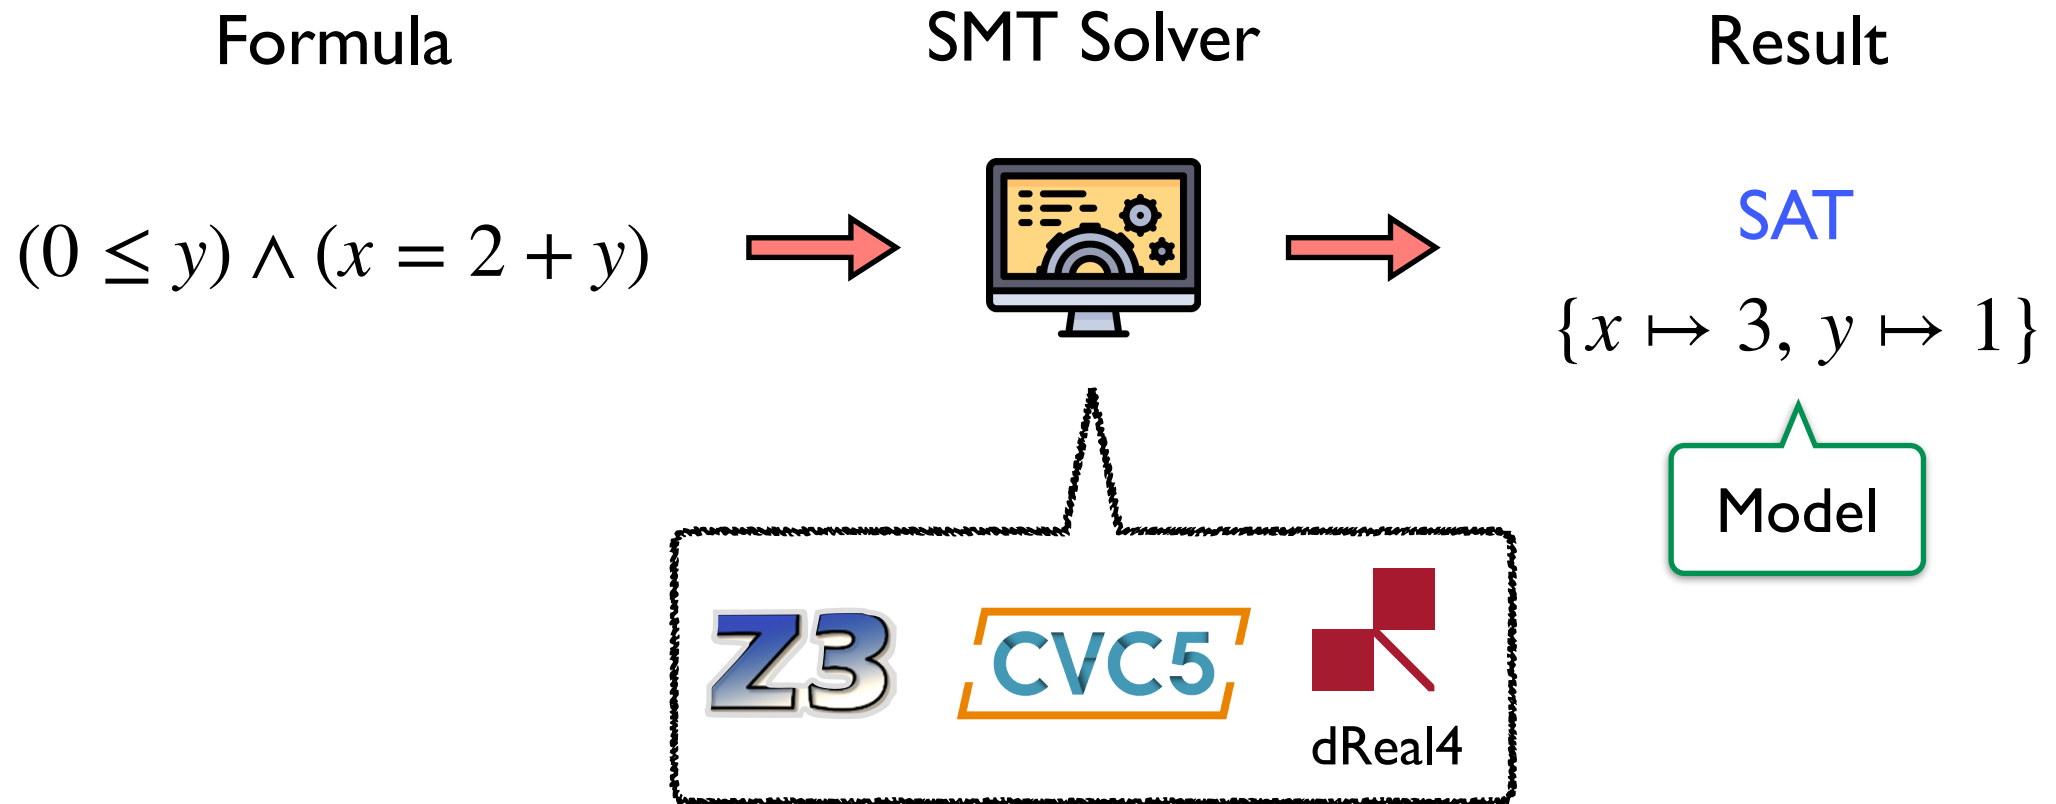 Formula
SMT Solver
Result
(0 ≤ y) ∧ (x = 2 + y)
SAT
{x ↦ 3, y ↦ 1}
Model
Z3
CVC5
dReal4